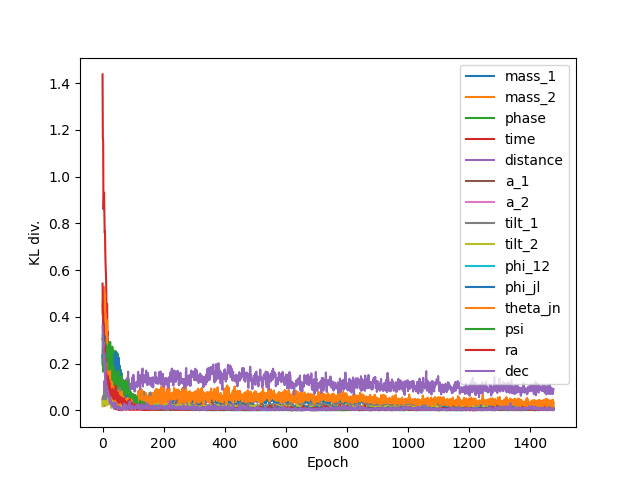 1.4
1.2
1.0
0.8
0.6
0.4
0.2
0.0
KL div.
0
200
400
600
800
1000
1200
1400
Epoch
mass_1
mass_2
phase
time
distance
a_1
a_2
tilt_1
tilt_2
phi_12
phi_jl
theta_jn
psi
ra
dec